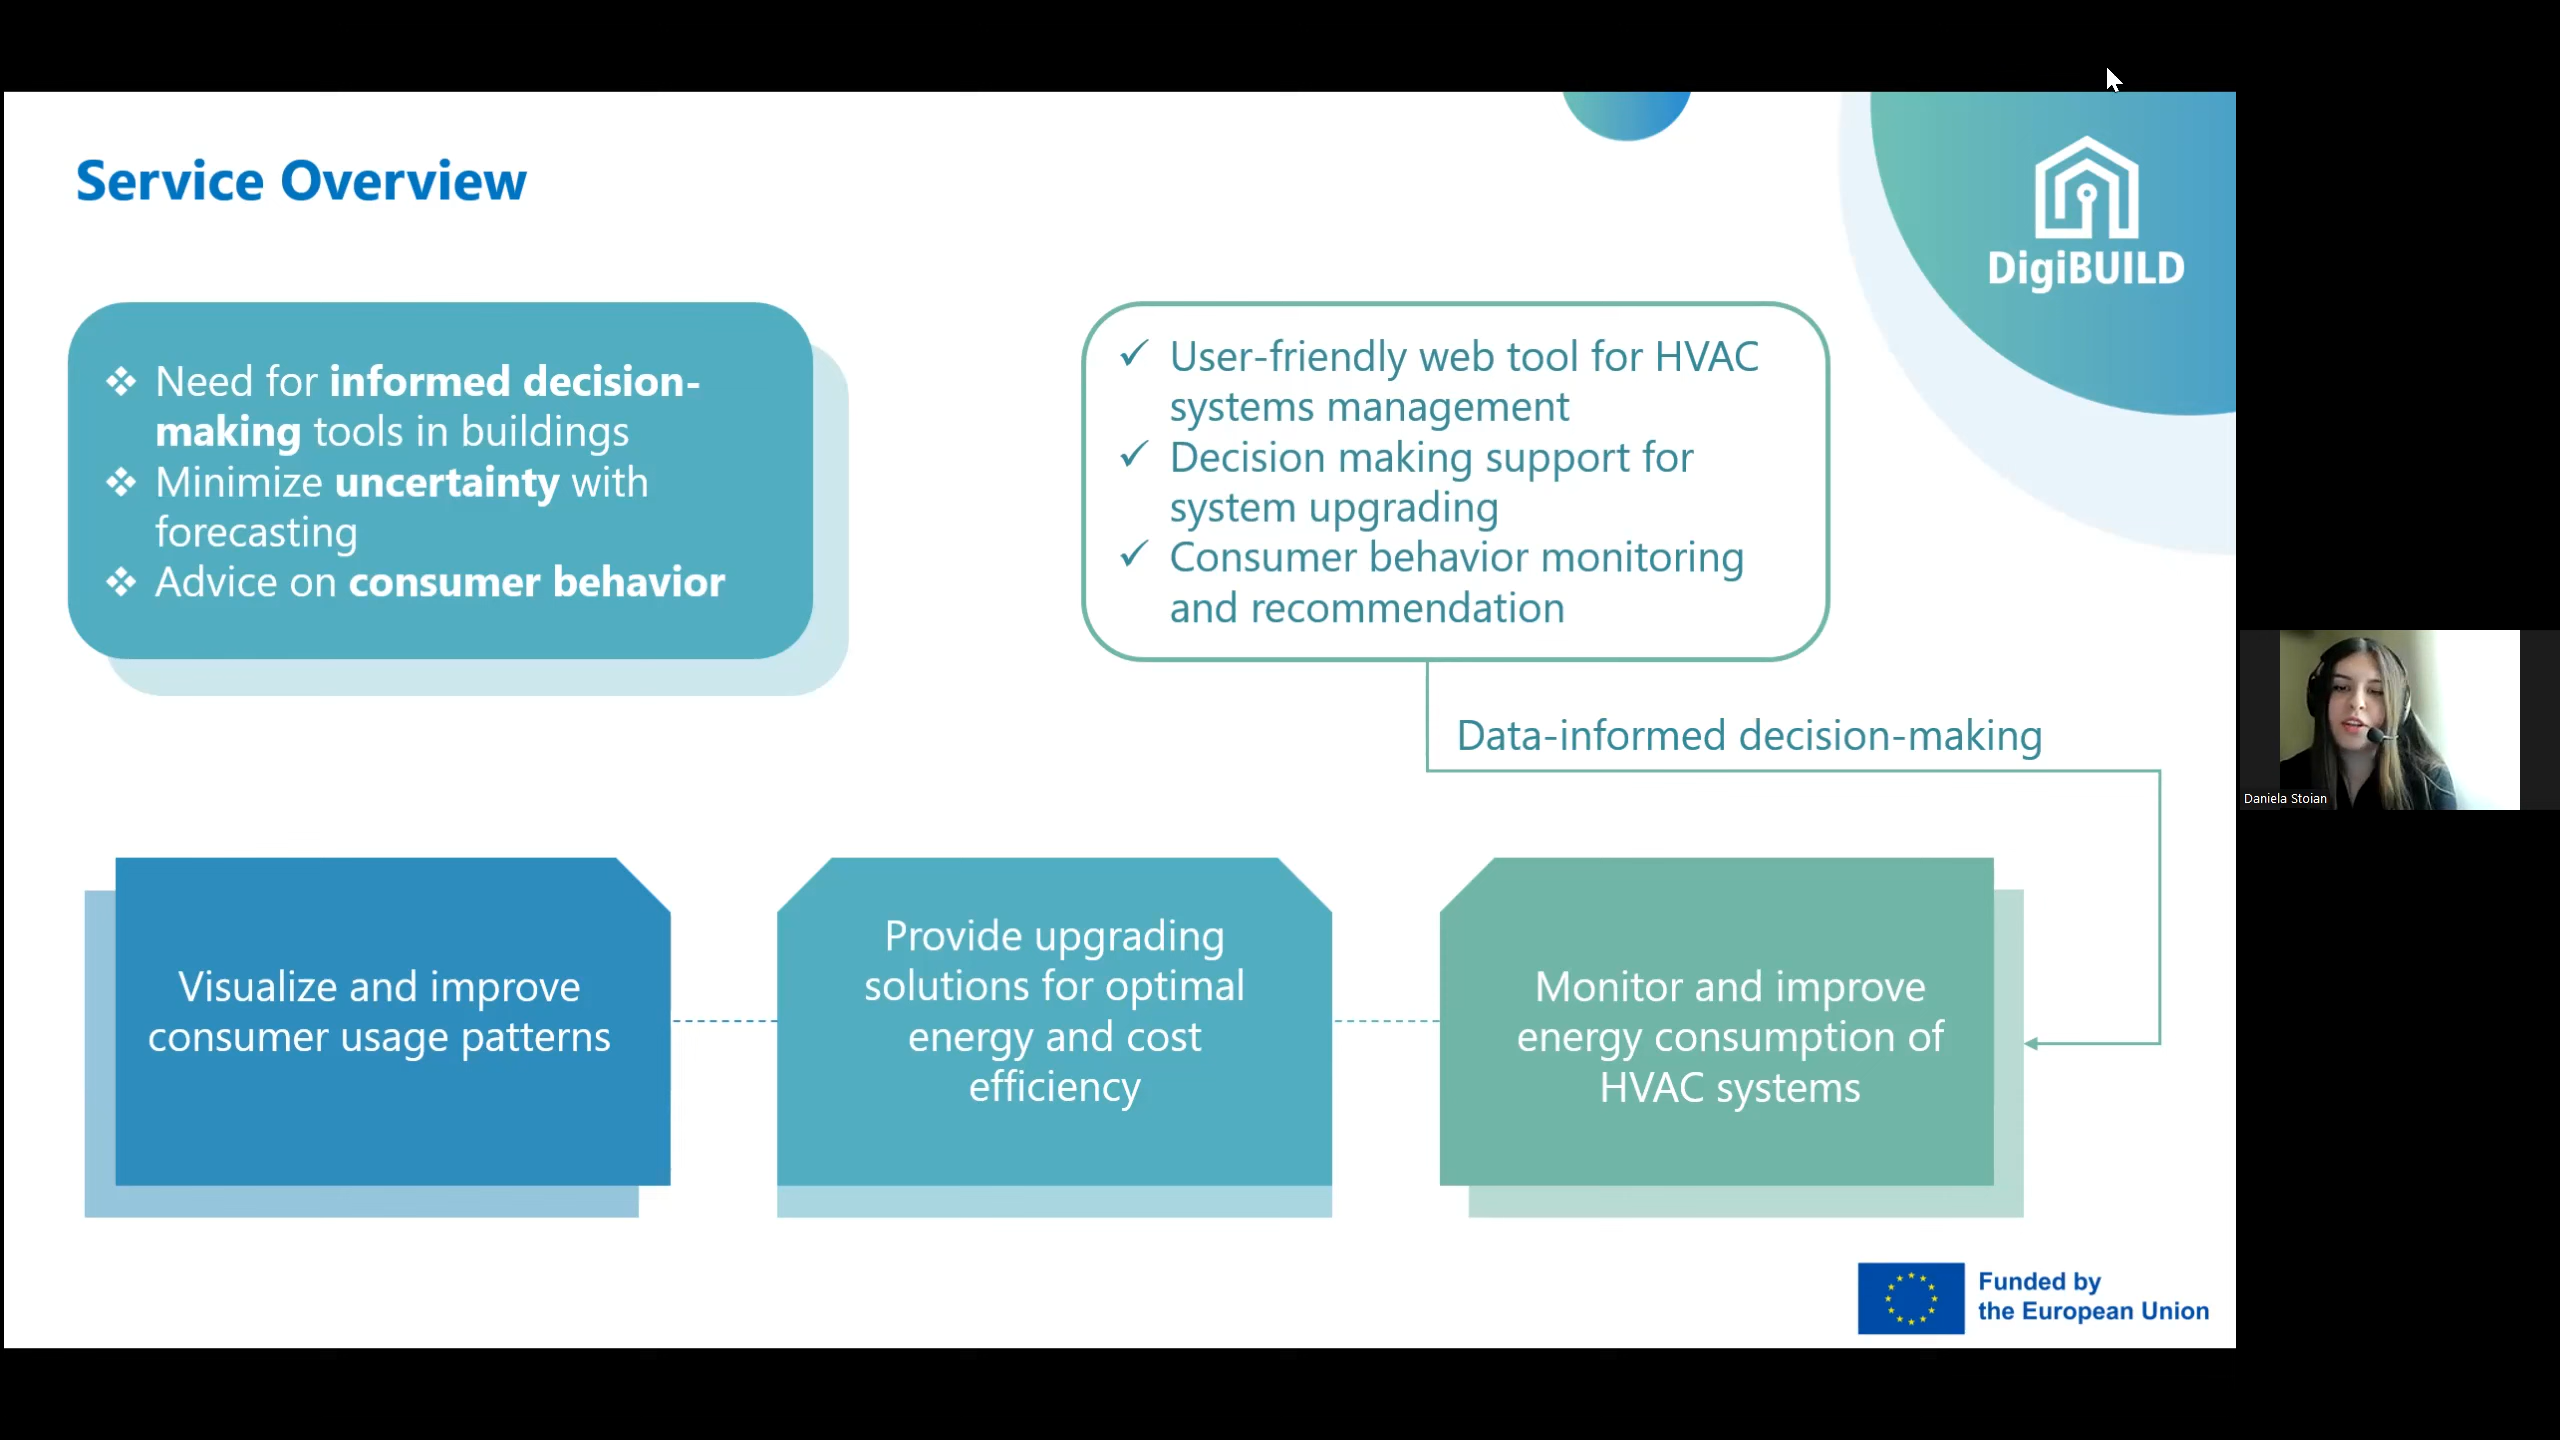 Service Overview
DigiBUILD
❖ Need for informed decision-
making tools in buildings
❖ Minimize uncertainty with
forecasting
❖ Advice on consumer behavior
✓ User-friendly web tool for HVAC
systems management
✓ Decision making support for
system upgrading
✓ Consumer behavior monitoring
and recommendation
Data-informed decision-making
Visualize and improve
consumer usage patterns
Provide upgrading
solutions for optimal
energy and cost
efficiency
Monitor and improve
energy consumption of
HVAC systems
Daniela Stoian
Funded by
the European Union